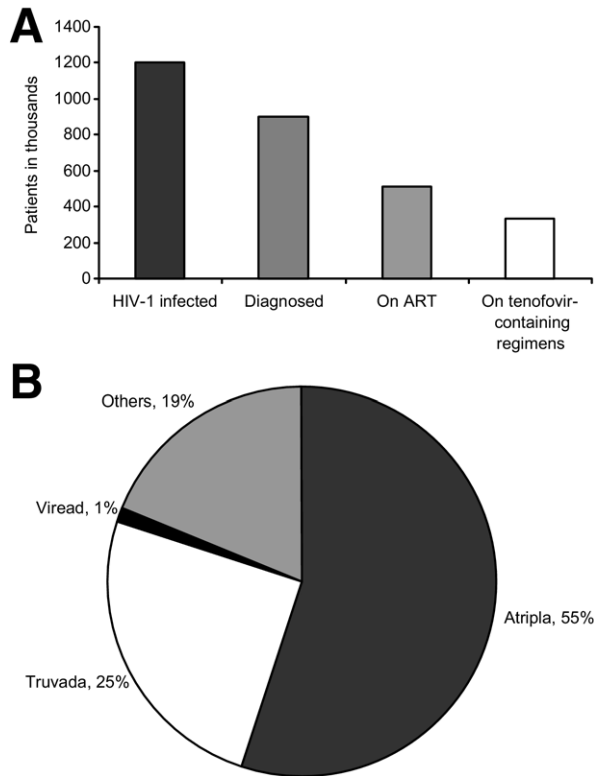 A
Patients in thousands
1400
1200
1000
800
600
400
200
0
HIV-1 infected
Diagnosed
On ART
On tenofovir-
containing
regimens
B
Others, 19%
Viread, 1%
Atripla, 55%
Truvada, 25%